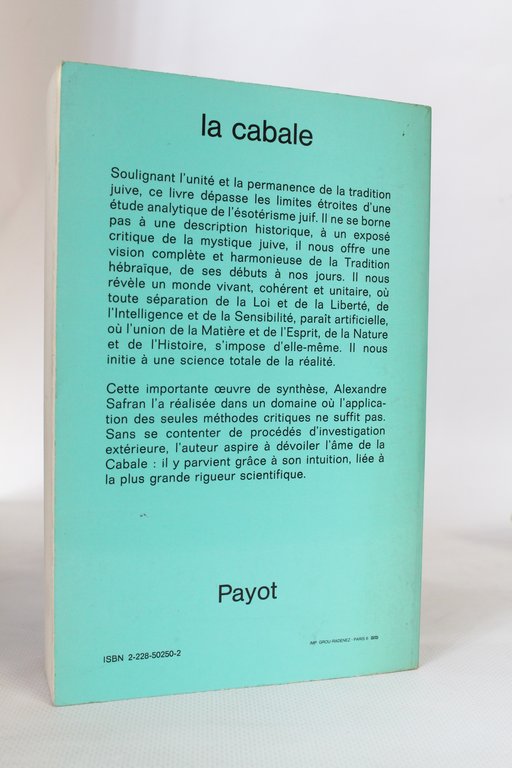 la cabale
Soulignant l'unité et la permanence de la tradition
juive, ce livre dépasse les limites étroites d'une
étude analytique de l'ésotérisme juif. Il ne se borne
pas à une description historique, à un exposé
critique de la mystique juive, il nous offre une
vision complète et harmonieuse de la Tradition
hébraïque, de ses débuts à nos jours. Il nous
révèle un monde vivant, cohérent et unitaire, où
toute séparation de la Loi et de la Liberté, de
l'Intelligence et de la Sensibilité, paraît artificielle,
où l'union de la Matière et de l'Esprit, de la Nature
et de l'Histoire, s'impose d'elle-même. Il nous
initie à une science totale de la réalité.
Cette importante œuvre de synthèse, Alexandre
Safran l'a réalisée dans un domaine où l'applica-
tion des seules méthodes critiques ne suffit pas.
Sans se contenter de procédés d'investigation
extérieure, l'auteur aspire à dévoiler l'âme de la
Cabale : il y parvient grâce à son intuition, liée à
la plus grande rigueur scientifique.
Payot
IMP. GROU-RADENEZ - PARIS 6
ISBN 2-228-50250-2